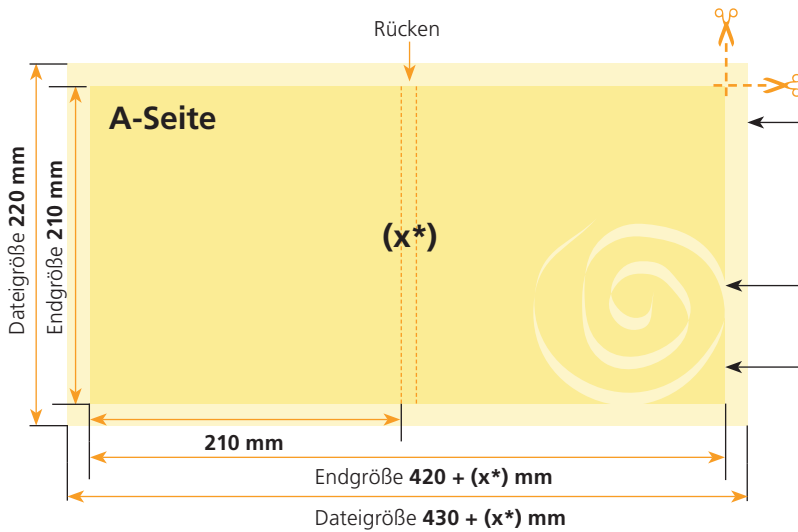 Rücken
A-Seite
(x*)
Dateigröße 220 mm
Endgröße 210 mm
210 mm
Endgröße 420 + (x*) mm
Dateigröße 430 + (x*) mm